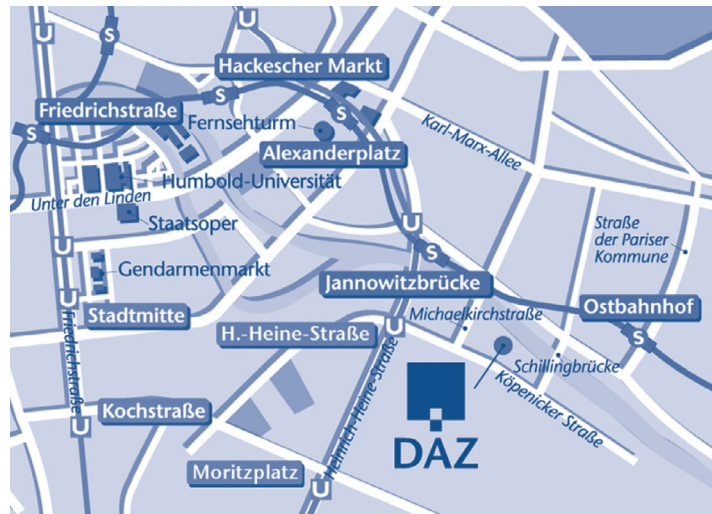 U
S
U
Hackescher Markt
S
Friedrichstraße
S
S
Fernsehturm
Alexanderplatz
Karl-Marx-Allee
Humbold-Universität
Unter den Linden
Staatsoper
U
U
S
Straße
der Pariser
Kommune
Gendarmenmarkt
Jannowitzbrücke
U
Stadtmitte
Michaelkirchstraße
Ostbahnhof
H.-Heine-Straße
U
S
Friedrichstraße
Schillingbrücke
Heinrich-Heine-Straße
Köpenicker Straße
Kochstraße
U
DAZ
Moritzplatz
U